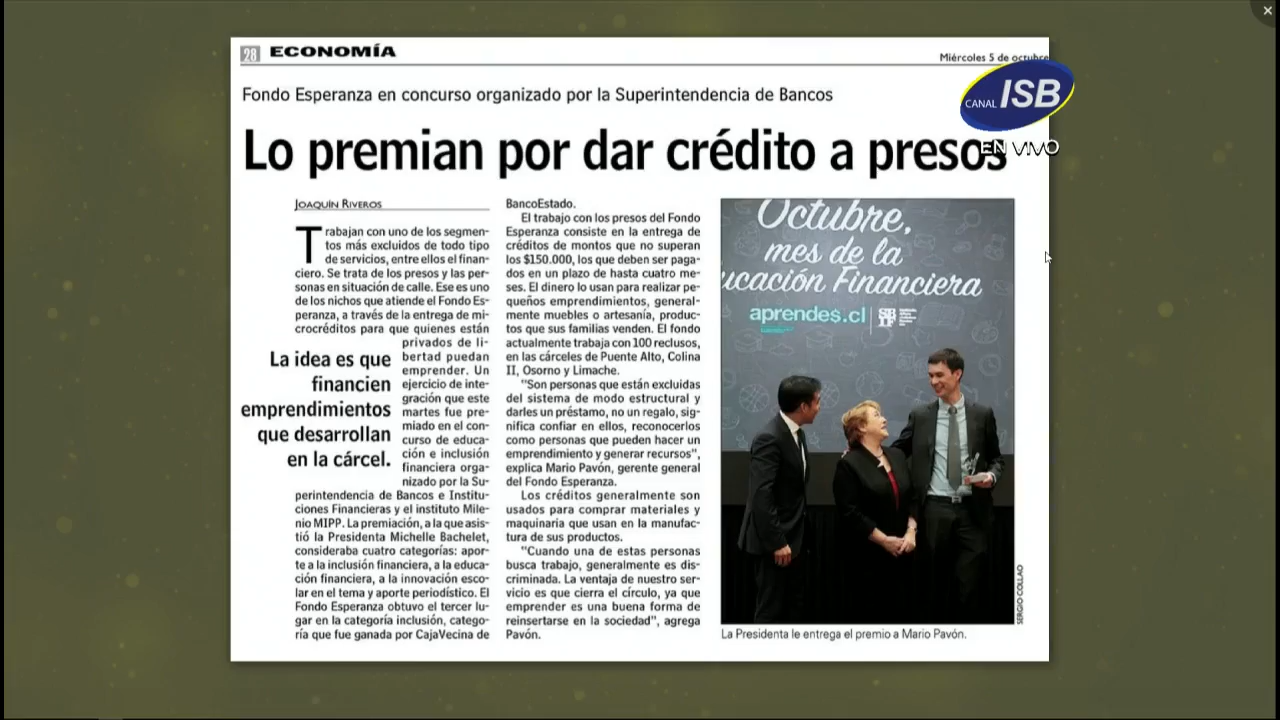 28 ECONOMÍA
Miércoles 5 de octubre
CANAL ISB
EN VIVO
Fondo Esperanza en concurso organizado por la Superintendencia de Bancos
Lo premian por dar crédito a presos
JOAQUÍN RIVEROS
Trabajan con uno de los segmen-
tos más excluidos de todo tipo
de servicios, entre ellos el finan-
ciero. Se trata de los presos y las per-
sonas en situación de calle. Ese es uno
de los nichos que atiende el Fondo Es-
peranza, a través de la entrega de mi-
crocréditos para que quienes están
privados de li-
bertad puedan
emprender. Un
ejercicio de inte-
gración que este
martes fue pre-
miado en el con-
curso de educa-
ción e inclusión
financiera orga-
nizado por la Su-
perintendencia de Bancos e Institu-
ciones Financieras y el instituto Mile-
nio MIPP. La premiación, a la que asis-
tió la Presidenta Michelle Bachelet,
consideraba cuatro categorías: apor-
te a la inclusión financiera, a la educa-
ción financiera, a la innovación esco-
lar en el tema y aporte periodístico. El
Fondo Esperanza obtuvo el tercer lu-
gar en la categoría inclusión, catego-
ría que fue ganada por CajaVecina de
La idea es que
financien
emprendimientos
que desarrollan
en la cárcel.
BancoEstado.
El trabajo con los presos del Fondo
Esperanza consiste en la entrega de
créditos de montos que no superan
los $150.000, los que deben ser paga-
dos en un plazo de hasta cuatro me-
ses. El dinero lo usan para realizar pe-
queños emprendimientos, general-
mente muebles o artesanía, produc-
tos que sus familias venden. El fondo
actualmente trabaja con 100 reclusos,
en las cárceles de Puente Alto, Colina
II, Osorno y Limache.
"Son personas que están excluidas
del sistema de modo estructural y
darles un préstamo, no un regalo, sig-
nifica confiar en ellos, reconocerlos
como personas que pueden hacer un
emprendimiento y generar recursos",
explica Mario Pavón, gerente general
del Fondo Esperanza.
Los créditos generalmente son
usados para comprar materiales y
maquinaria que usan en la manufac-
tura de sus productos.
"Cuando una de estas personas
busca trabajo, generalmente es dis-
criminada. La ventaja de nuestro ser-
vicio es que cierra el círculo, ya que
emprender es una buena forma de
reinsertarse en la sociedad", agrega
Pavón.
Octubre,
mes de la
ucación Financiera
aprendes.cl
SBIF
SERGIO COLLAO
La Presidenta le entrega el premio a Mario Pavón.